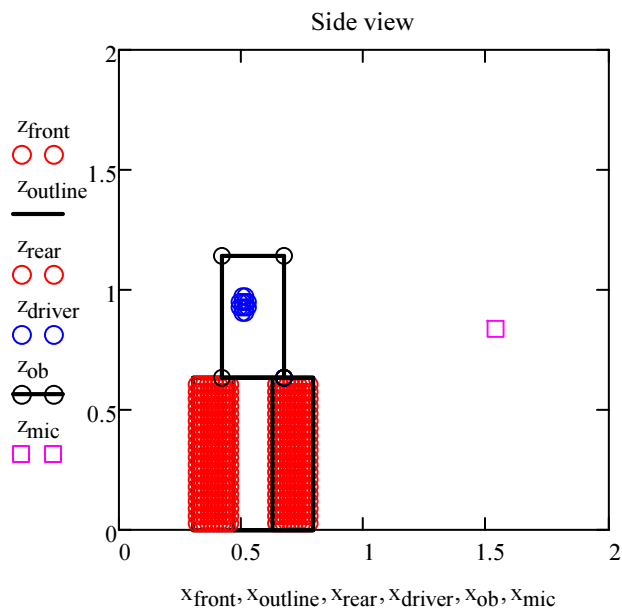 Side view
z_front
z_outline
z_rear
z_driver
z_ob
z_mic
2
1.5
1
0.5
0
0 0.5 1 1.5 2
x_front, x_outline, x_rear, x_driver, x_ob, x_mic